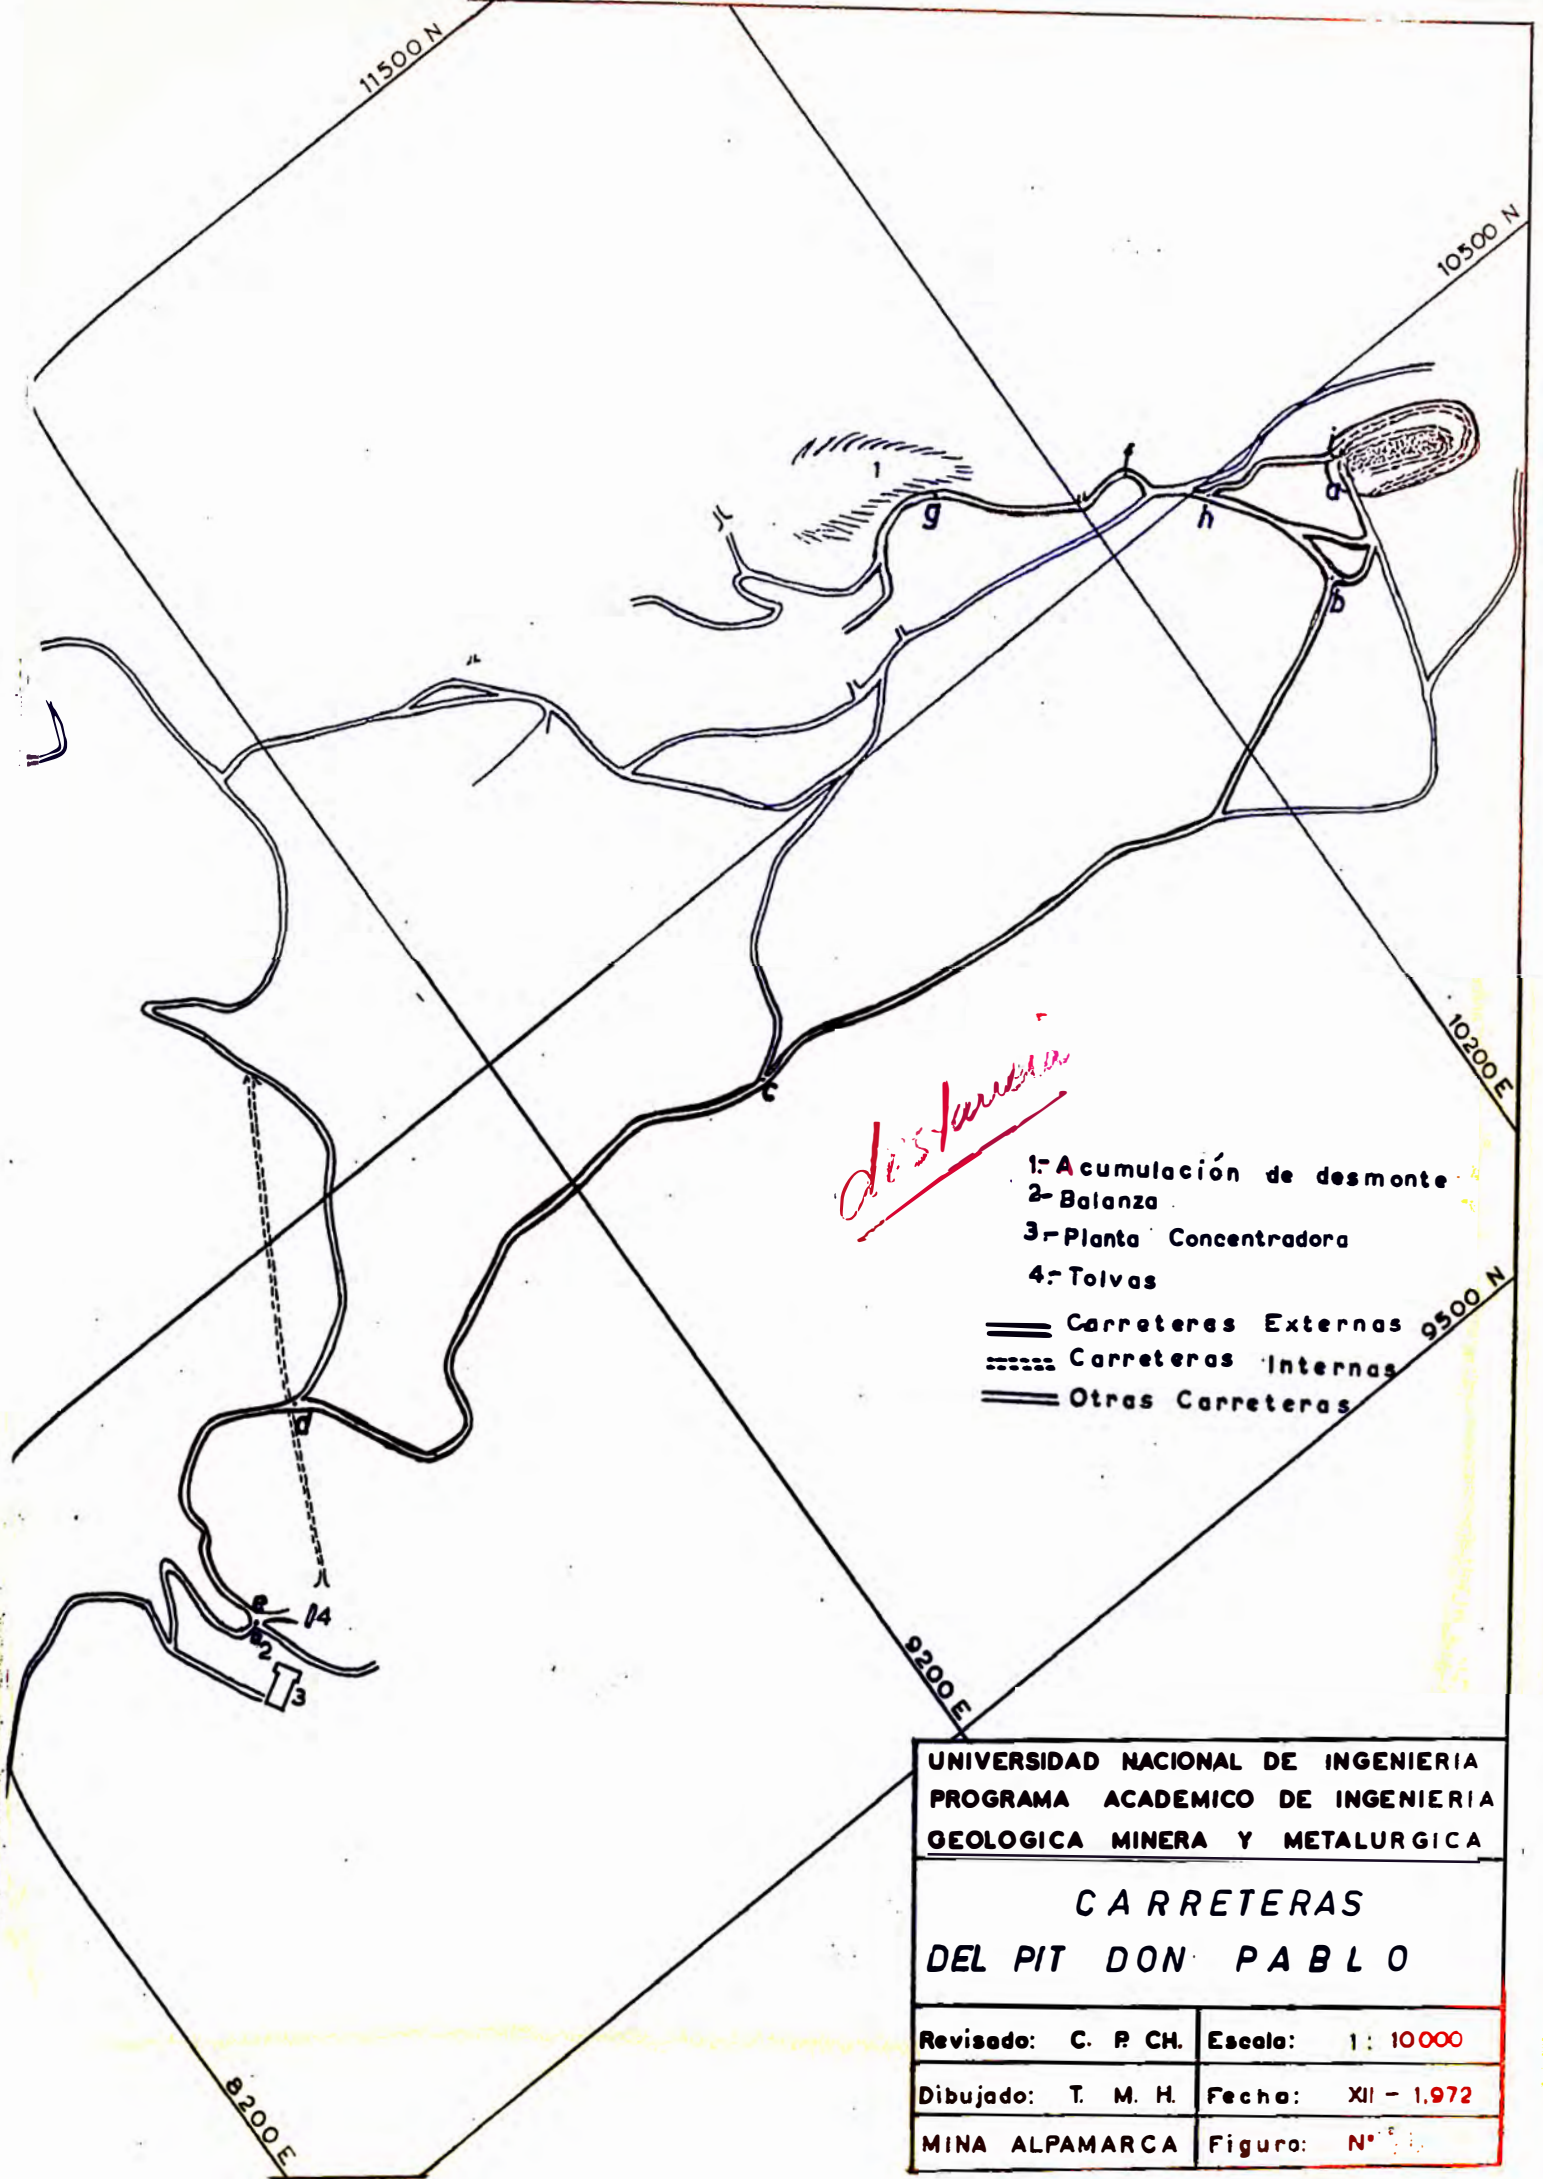 11500 N
10500 N
1
g
f
h
i
a
b
c
d
e
2
3
4
10200 E
9500 N
9200 E
8200 E
1.- Acumulación de desmonte
2- Balanza
3.- Planta Concentradora
4.- Tolvas
Carreteras Externas
Carreteras Internas
Otras Carreteras
UNIVERSIDAD NACIONAL DE INGENIERIA
PROGRAMA ACADEMICO DE INGENIERIA
GEOLOGICA MINERA Y METALURGICA
CARRETERAS
DEL PIT DON PABLO
Revisado: C. P. CH. Escala: 1: 10000
Dibujado: T. M. H. Fecha: XII - 1,972
MINA ALPAMARCA Figura: N°